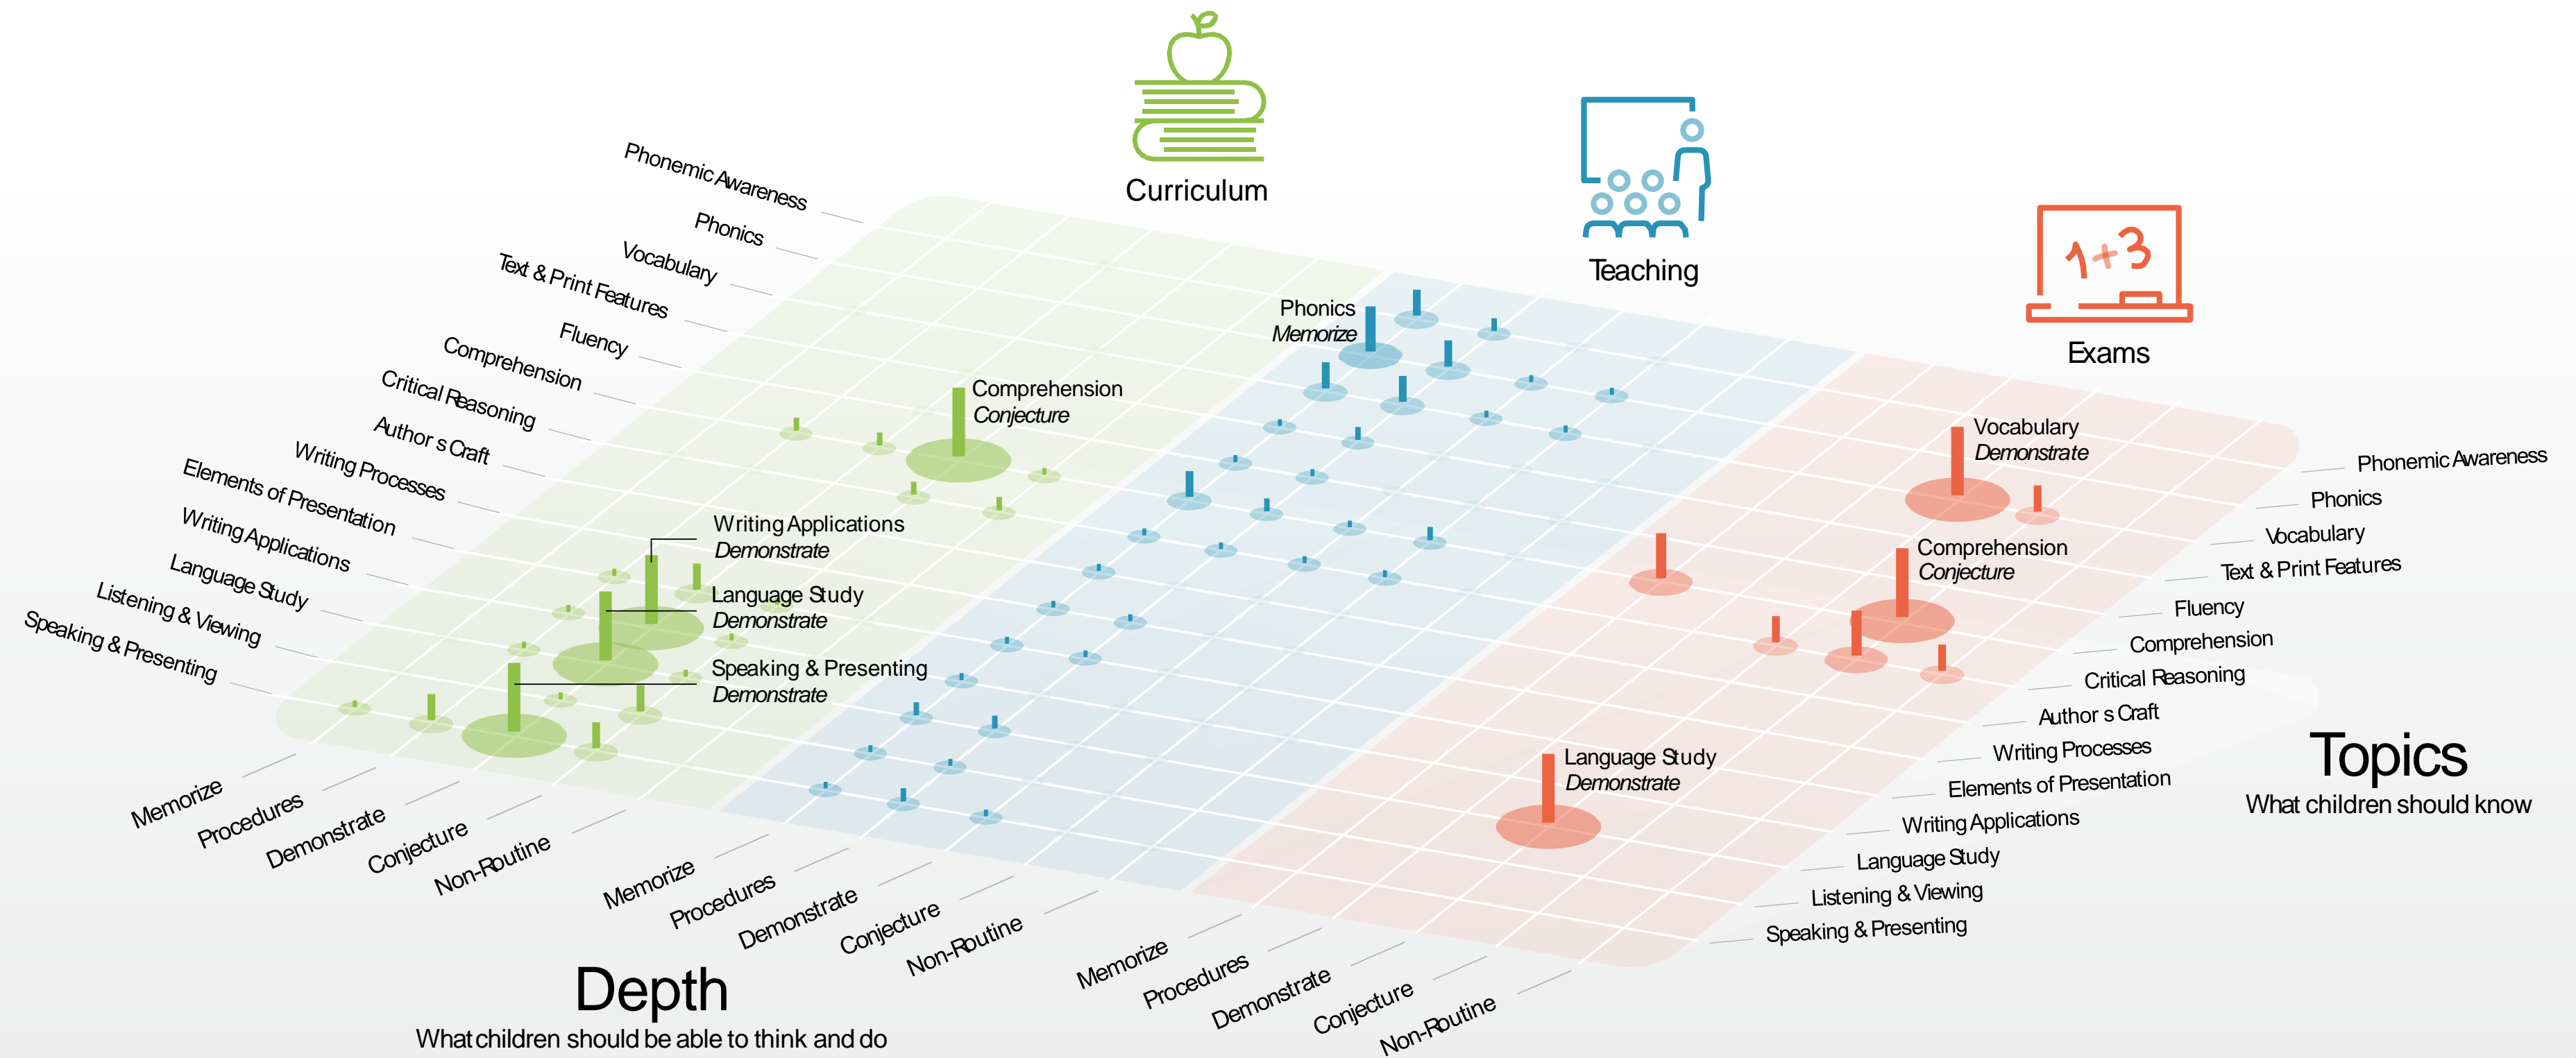 Curriculum
Teaching
Exams
1+3
Phonemic Awareness
Phonics
Vocabulary
Text & Print Features
Fluency
Comprehension
Critical Reasoning
Author s Craft
Writing Processes
Elements of Presentation
Writing Applications
Language Study
Listening & Viewing
Speaking & Presenting
Comprehension
Conjecture
Writing Applications
Demonstrate
Language Study
Demonstrate
Speaking & Presenting
Demonstrate
Phonics
Memorize
Vocabulary
Demonstrate
Comprehension
Conjecture
Language Study
Demonstrate
Phonemic Awareness
Phonics
Vocabulary
Text & Print Features
Fluency
Comprehension
Critical Reasoning
Author s Craft
Writing Processes
Elements of Presentation
Writing Applications
Language Study
Listening & Viewing
Speaking & Presenting
Topics
What children should know
Memorize
Procedures
Demonstrate
Conjecture
Non-Routine
Memorize
Procedures
Demonstrate
Conjecture
Non-Routine
Memorize
Procedures
Demonstrate
Conjecture
Non-Routine
Depth
What children should be able to think and do